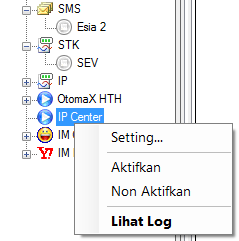 SMS
Esia 2
STK
SEV
IP
OtomaX HTH
IP Center
IM
IM
Setting...
Aktifkan
Non Aktifkan
Lihat Log